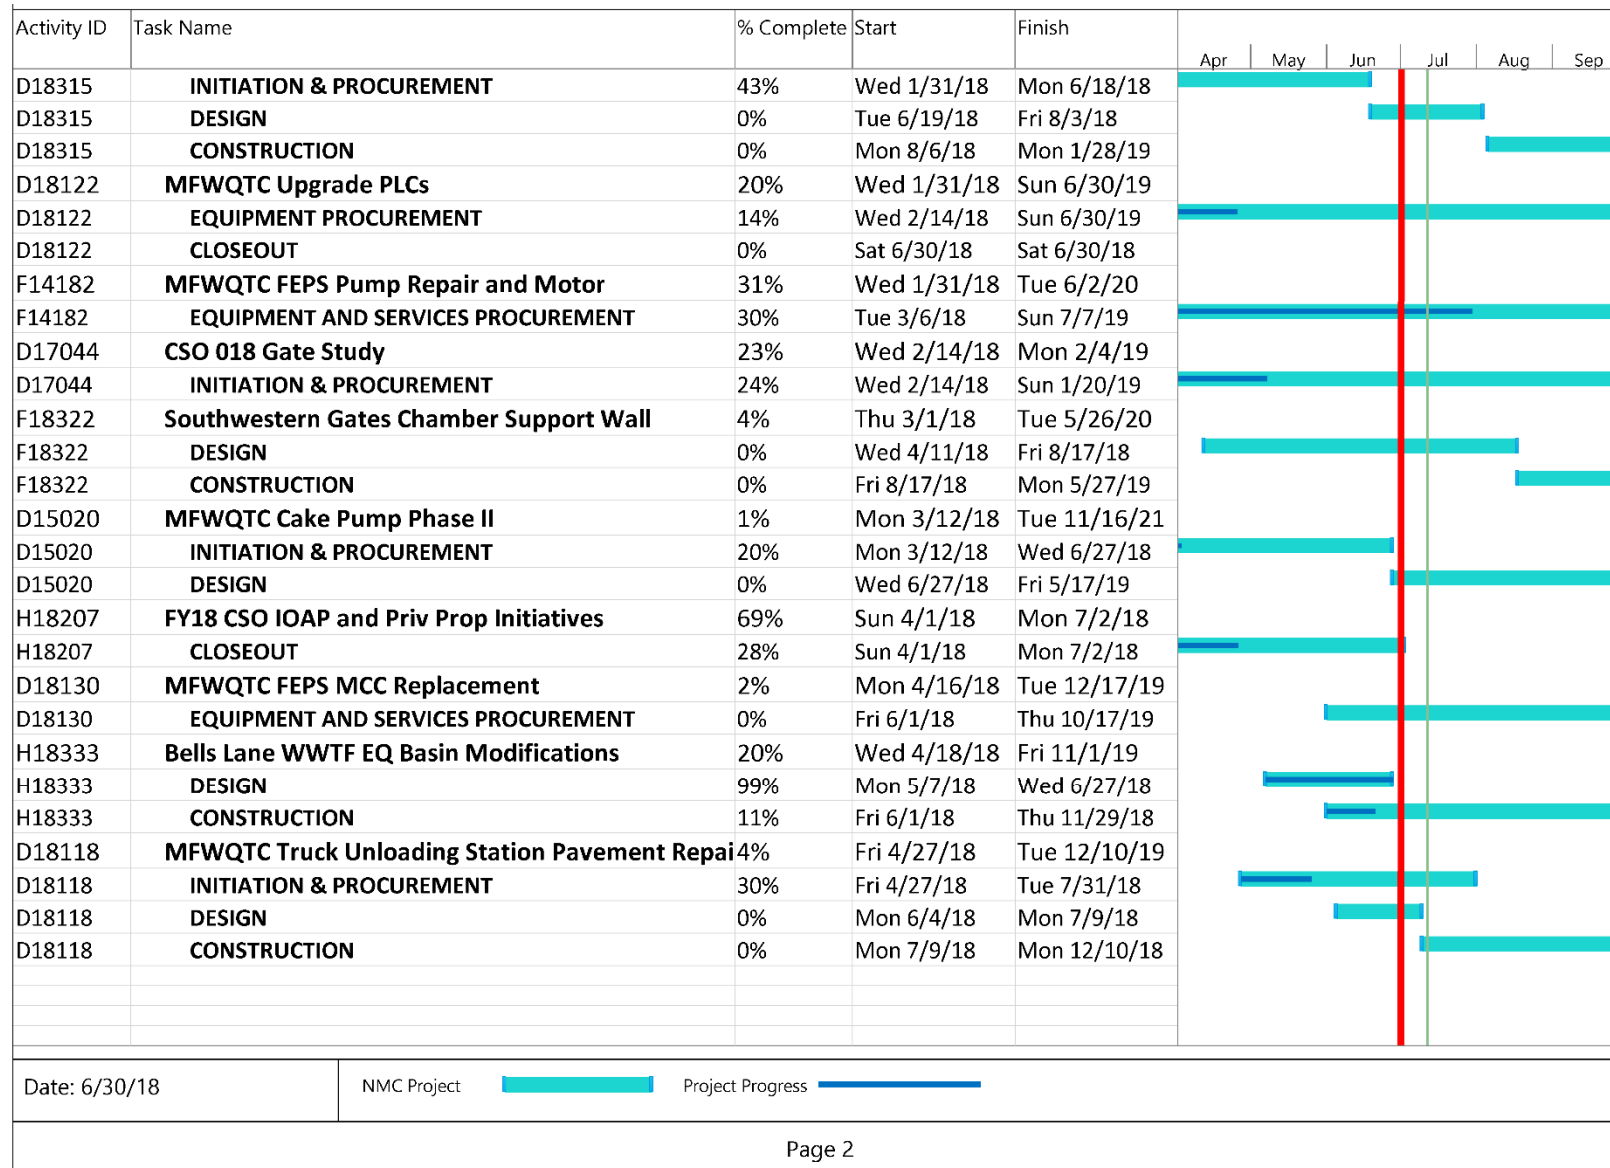 Activity ID Task Name % Complete Start Finish
Apr May Jun Jul Aug Sep
D18315 INITIATION & PROCUREMENT 43% Wed 1/31/18 Mon 6/18/18
D18315 DESIGN 0% Tue 6/19/18 Fri 8/3/18
D18315 CONSTRUCTION 0% Mon 8/6/18 Mon 1/28/19
D18122 MFWQTC Upgrade PLCs 20% Wed 1/31/18 Sun 6/30/19
D18122 EQUIPMENT PROCUREMENT 14% Wed 2/14/18 Sun 6/30/19
D18122 CLOSEOUT 0% Sat 6/30/18 Sat 6/30/18
F14182 MFWQTC FEPS Pump Repair and Motor 31% Wed 1/31/18 Tue 6/2/20
F14182 EQUIPMENT AND SERVICES PROCUREMENT 30% Tue 3/6/18 Sun 7/7/19
D17044 CSO 018 Gate Study 23% Wed 2/14/18 Mon 2/4/19
D17044 INITIATION & PROCUREMENT 24% Wed 2/14/18 Sun 1/20/19
F18322 Southwestern Gates Chamber Support Wall 4% Thu 3/1/18 Tue 5/26/20
F18322 DESIGN 0% Wed 4/11/18 Fri 8/17/18
F18322 CONSTRUCTION 0% Fri 8/17/18 Mon 5/27/19
D15020 MFWQTC Cake Pump Phase II 1% Mon 3/12/18 Tue 11/16/21
D15020 INITIATION & PROCUREMENT 20% Mon 3/12/18 Wed 6/27/18
D15020 DESIGN 0% Wed 6/27/18 Fri 5/17/19
H18207 FY18 CSO IOAP and Priv Prop Initiatives 69% Sun 4/1/18 Mon 7/2/18
H18207 CLOSEOUT 28% Sun 4/1/18 Mon 7/2/18
D18130 MFWQTC FEPS MCC Replacement 2% Mon 4/16/18 Tue 12/17/19
D18130 EQUIPMENT AND SERVICES PROCUREMENT 0% Fri 6/1/18 Thu 10/17/19
H18333 Bells Lane WWTF EQ Basin Modifications 20% Wed 4/18/18 Fri 11/1/19
H18333 DESIGN 99% Mon 5/7/18 Wed 6/27/18
H18333 CONSTRUCTION 11% Fri 6/1/18 Thu 11/29/18
D18118 MFWQTC Truck Unloading Station Pavement Repai 4% Fri 4/27/18 Tue 12/10/19
D18118 INITIATION & PROCUREMENT 30% Fri 4/27/18 Tue 7/31/18
D18118 DESIGN 0% Mon 6/4/18 Mon 7/9/18
D18118 CONSTRUCTION 0% Mon 7/9/18 Mon 12/10/18
Date: 6/30/18 NMC Project Project Progress
Page 2